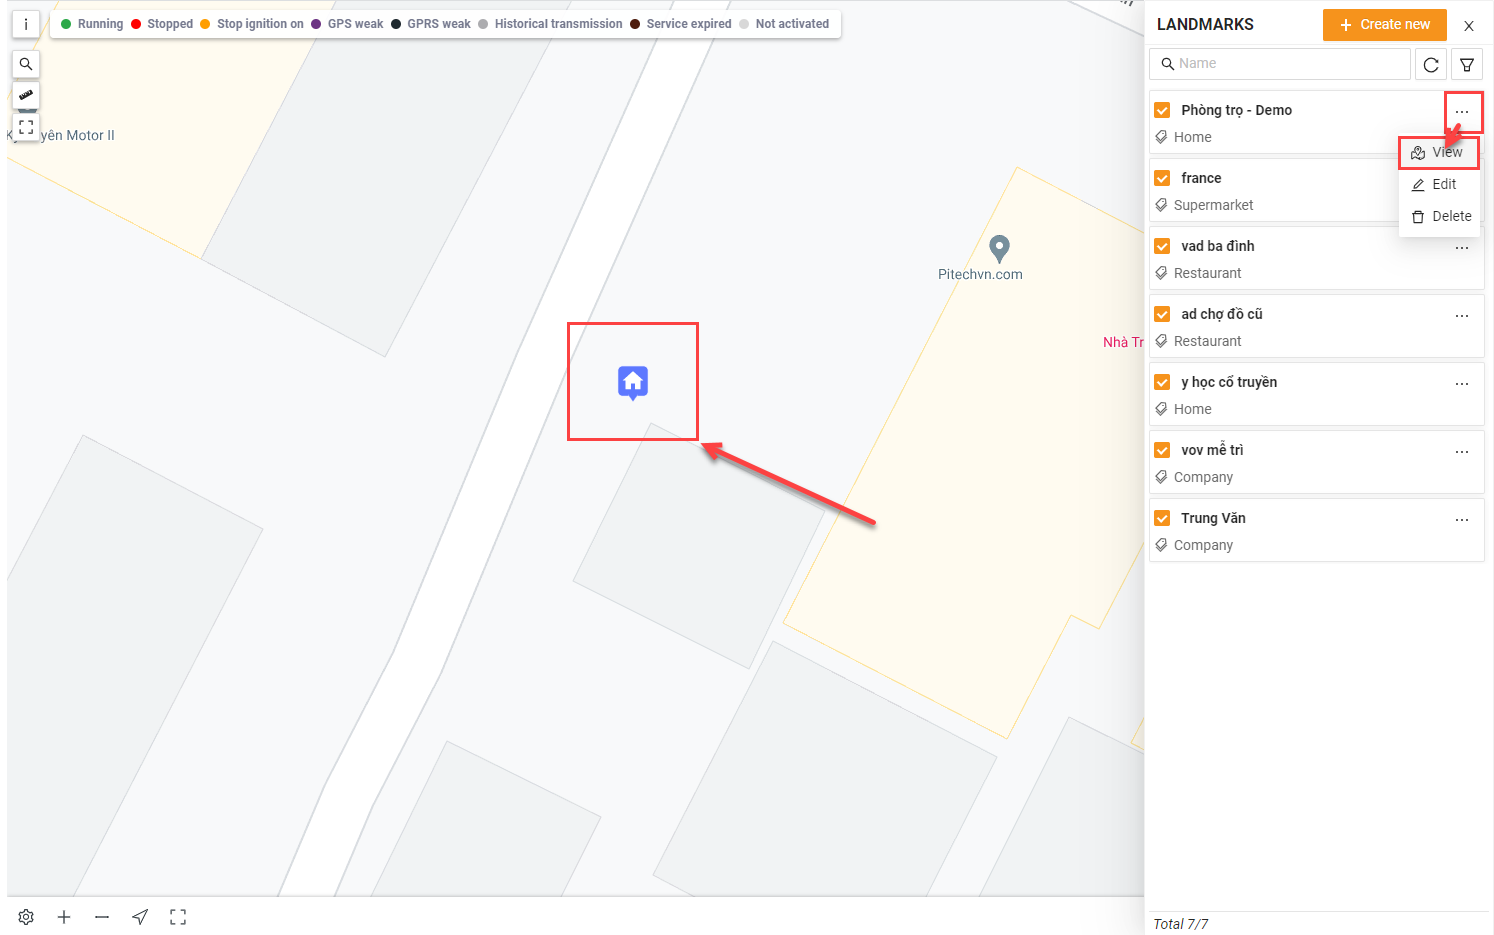 i
Running Stopped Stop ignition on GPS weak GPRS weak Historical transmission Service expired Not activated
yên Motor II
Pitechvn.com
Nhà Tr
LANDMARKS
+ Create new
X
Name
Phòng trọ - Demo
Home
View
Edit
Delete
france
Supermarket
vad ba đình
Restaurant
ad chợ đồ cũ
Restaurant
y học cổ truyền
Home
vov mễ trì
Company
Trung Văn
Company
Total 7/7